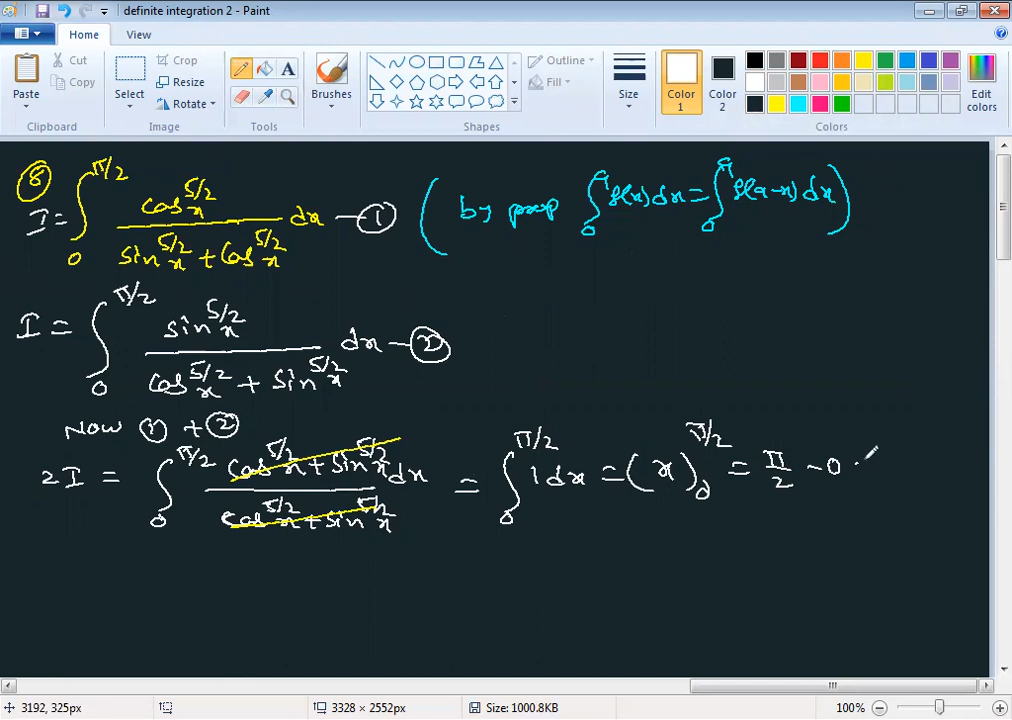 definite integration 2 - Paint
Home View
Cut
Copy
Paste
Clipboard
Select
Crop
Resize
Rotate
Image
A
Tools
Brushes
Outline
Fill
Shapes
Size
Color 1
Color 2
Edit colors
Colors
⑧ I = ∫₀^(π/2) cos^(5/2) x / (sin^(5/2) x + cos^(5/2) x) dx — ① ( by prop ∫₀^a f(x) dx = ∫₀^a f(a-x) dx )
I = ∫₀^(π/2) sin^(5/2) x / (cos^(5/2) x + sin^(5/2) x) dx — ②
Now ① + ②
2I = ∫₀^(π/2) (cos^(5/2) x + sin^(5/2) x) / (cos^(5/2) x + sin^(5/2) x) dx = ∫₀^(π/2) 1 dx = (x)₀^(π/2) = π/2 - 0
3192, 325px
3328 × 2552px
Size: 1000.8KB
100%